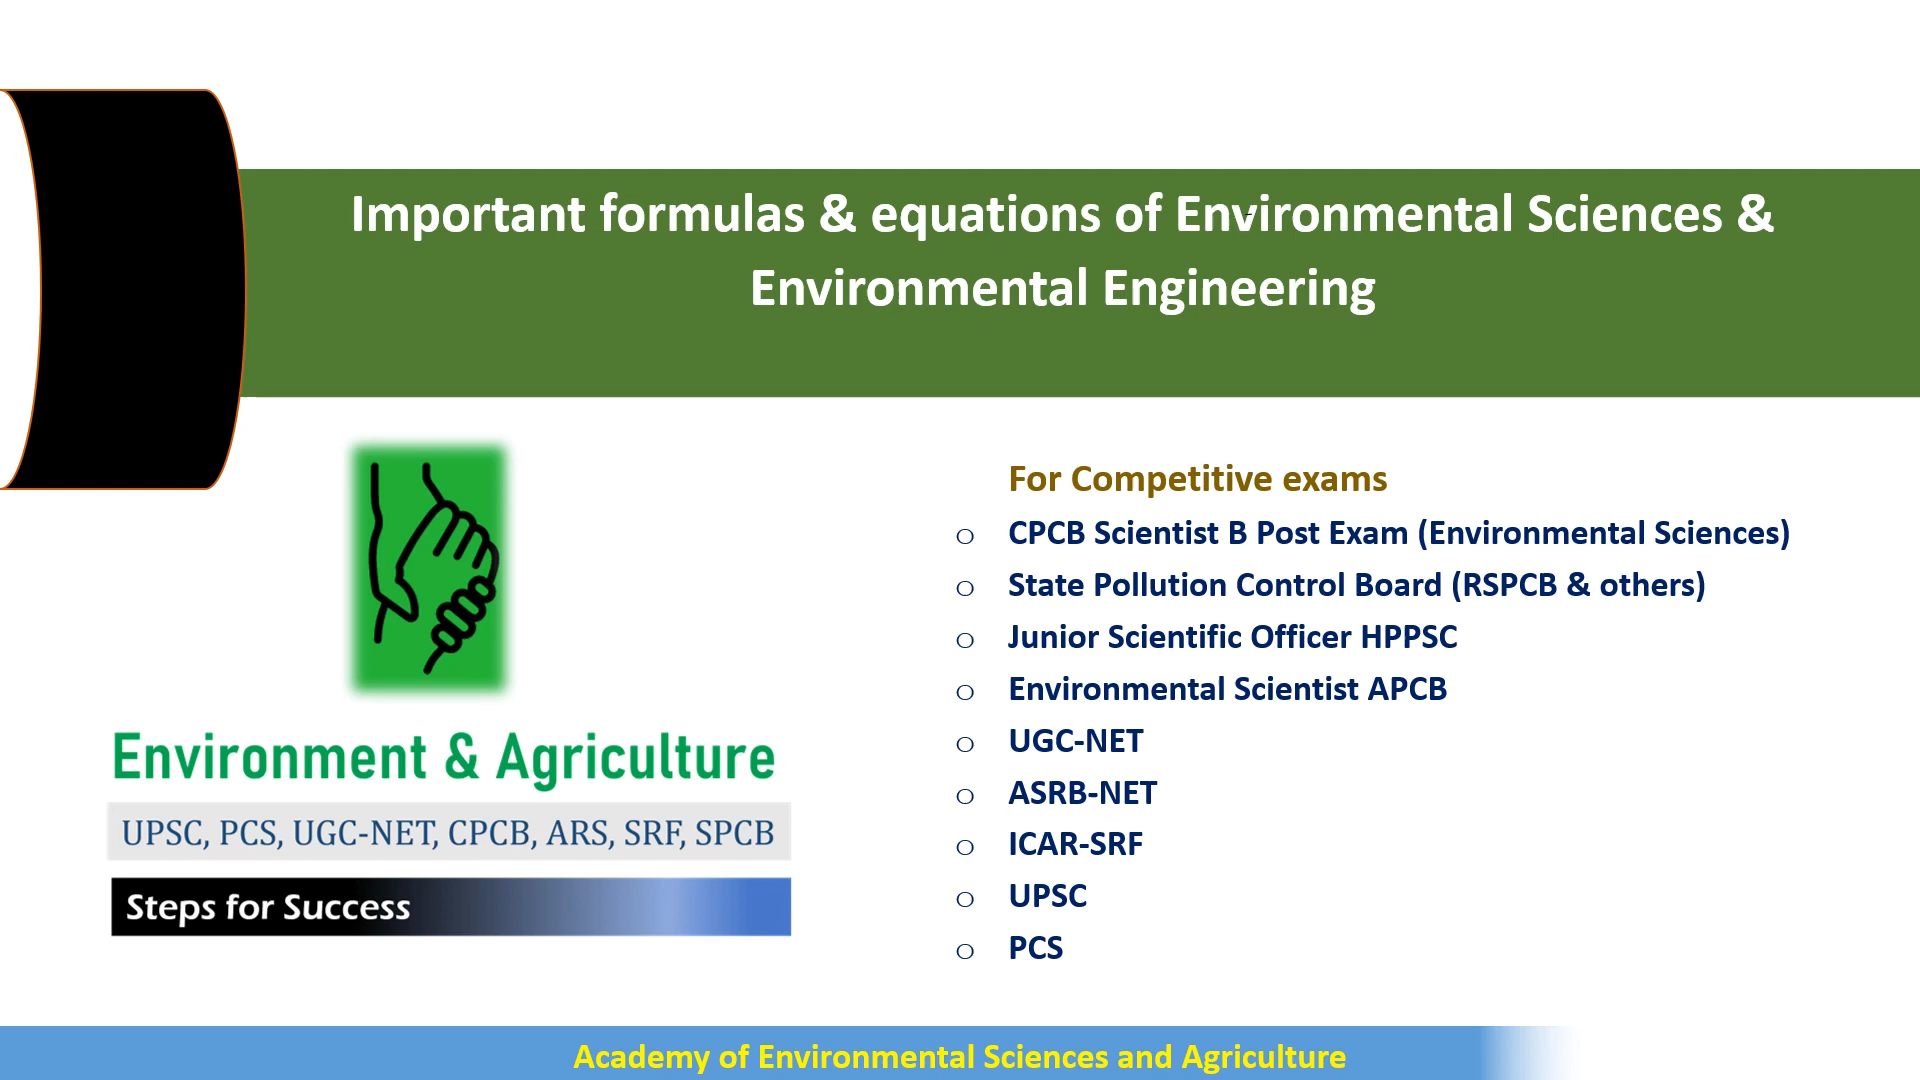 Important formulas & equations of Environmental Sciences &
Environmental Engineering
Environment & Agriculture
UPSC, PCS, UGC-NET, CPCB, ARS, SRF, SPCB
Steps for Success
For Competitive exams
o CPCB Scientist B Post Exam (Environmental Sciences)
o State Pollution Control Board (RSPCB & others)
o Junior Scientific Officer HPPSC
o Environmental Scientist APCB
o UGC-NET
o ASRB-NET
o ICAR-SRF
o UPSC
o PCS
Academy of Environmental Sciences and Agriculture